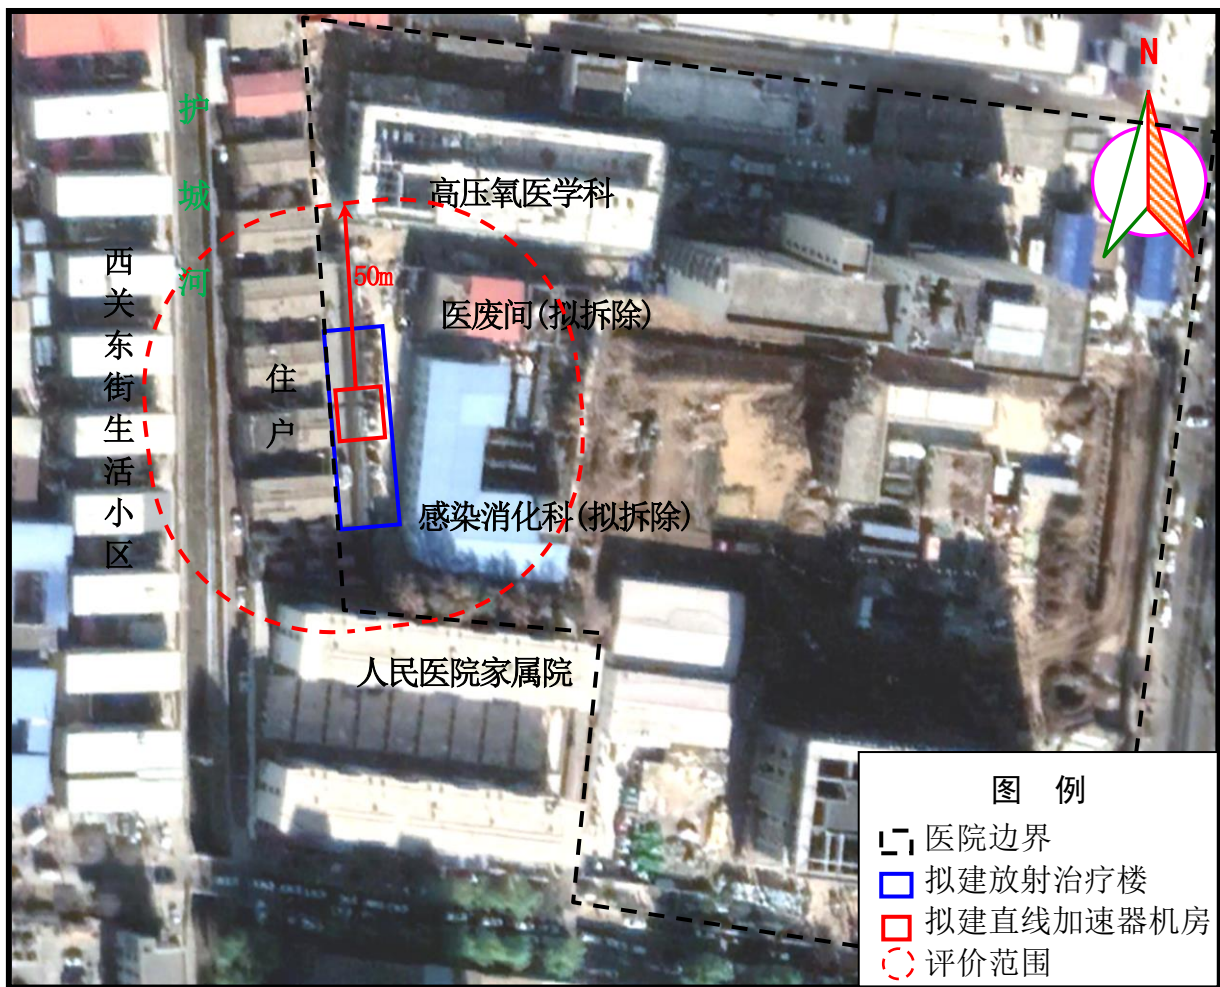 N
护城河
高压氧医学科
西关东街生活小区
50m
医废间(拟拆除)
住户
感染消化科(拟拆除)
人民医院家属院
图 例
医院边界
拟建放射治疗楼
拟建直线加速器机房
评价范围